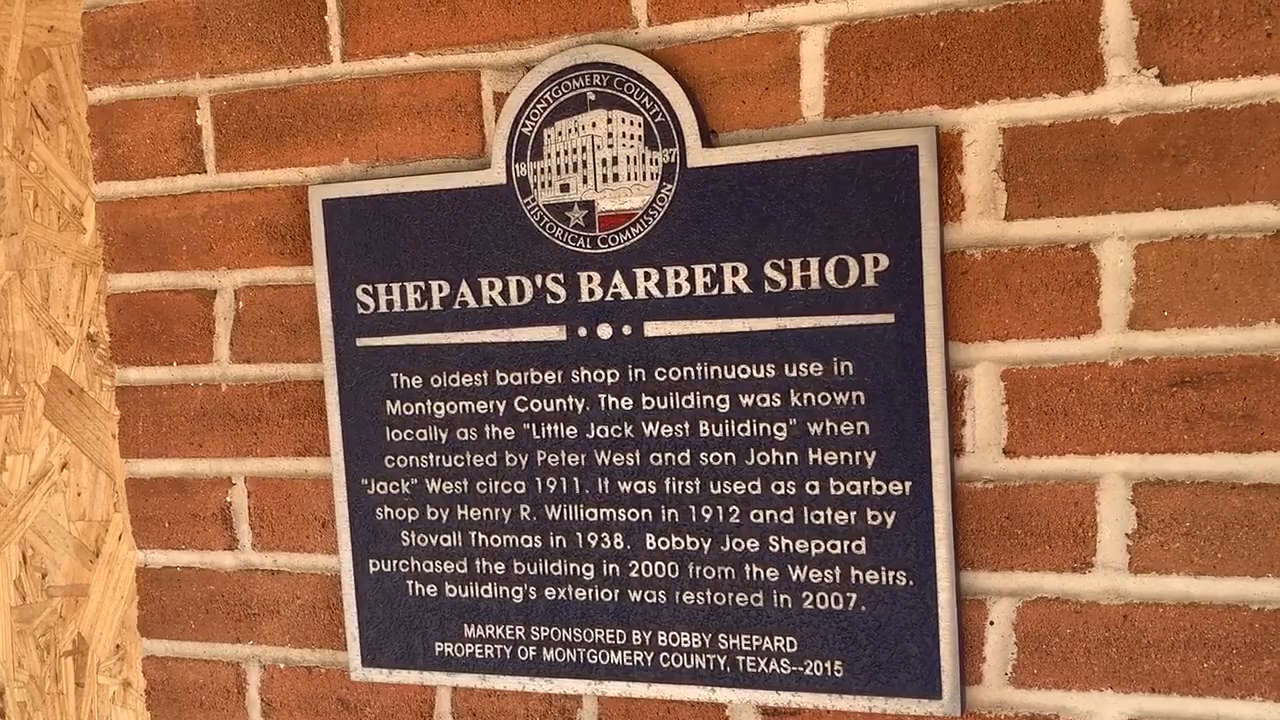 MONTGOMERY COUNTY
18 37
HISTORICAL COMMISSION
SHEPARD'S BARBER SHOP
The oldest barber shop in continuous use in
Montgomery County. The building was known
locally as the "Little Jack West Building" when
constructed by Peter West and son John Henry
"Jack" West circa 1911. It was first used as a barber
shop by Henry R. Williamson in 1912 and later by
Stovall Thomas in 1938. Bobby Joe Shepard
purchased the building in 2000 from the West heirs.
The building's exterior was restored in 2007.
MARKER SPONSORED BY BOBBY SHEPARD
PROPERTY OF MONTGOMERY COUNTY, TEXAS--2015